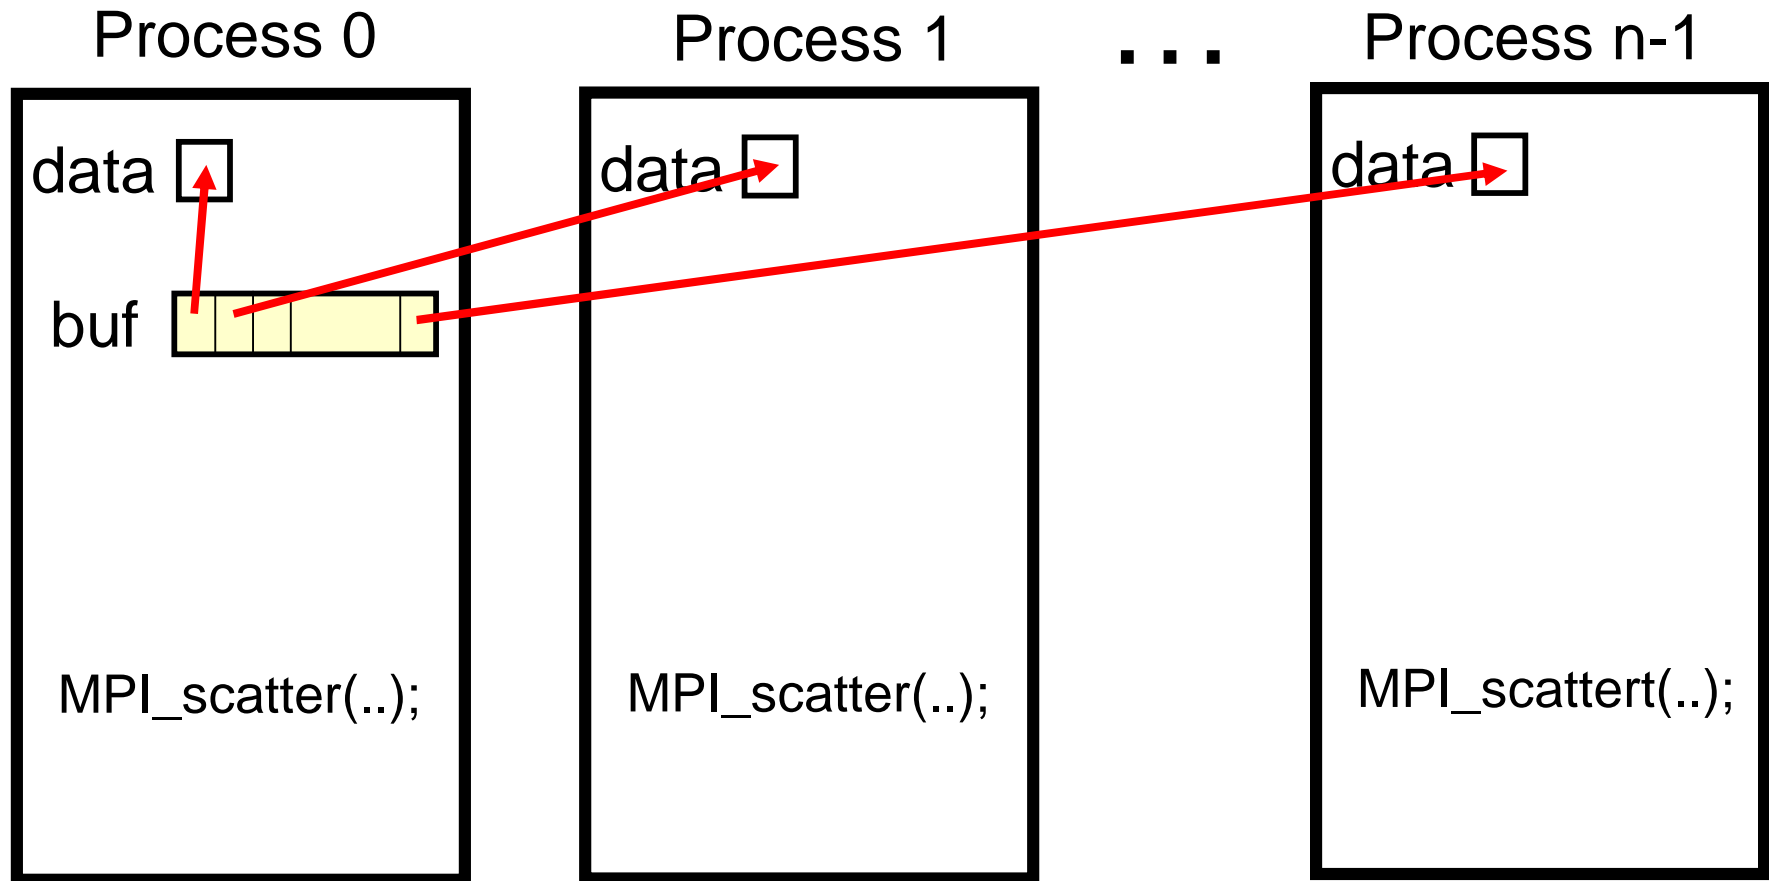 Process 0 Process 1 ... Process n-1
data data data
buf
MPI_scatter(..); MPI_scatter(..); MPI_scattert(..);